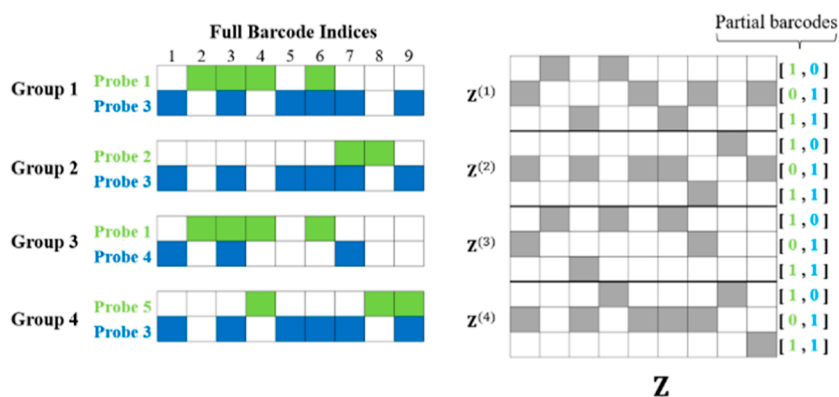 Full Barcode Indices
1 2 3 4 5 6 7 8 9
Group 1
Probe 1
Probe 3
Group 2
Probe 2
Probe 3
Group 3
Probe 1
Probe 4
Group 4
Probe 5
Probe 3
Partial barcodes
Z(1)
[ 1 , 0 ]
[ 0 , 1 ]
[ 1 , 1 ]
Z(2)
[ 1 , 0 ]
[ 0 , 1 ]
[ 1 , 1 ]
Z(3)
[ 1 , 0 ]
[ 0 , 1 ]
[ 1 , 1 ]
Z(4)
[ 1 , 0 ]
[ 0 , 1 ]
[ 1 , 1 ]
Z